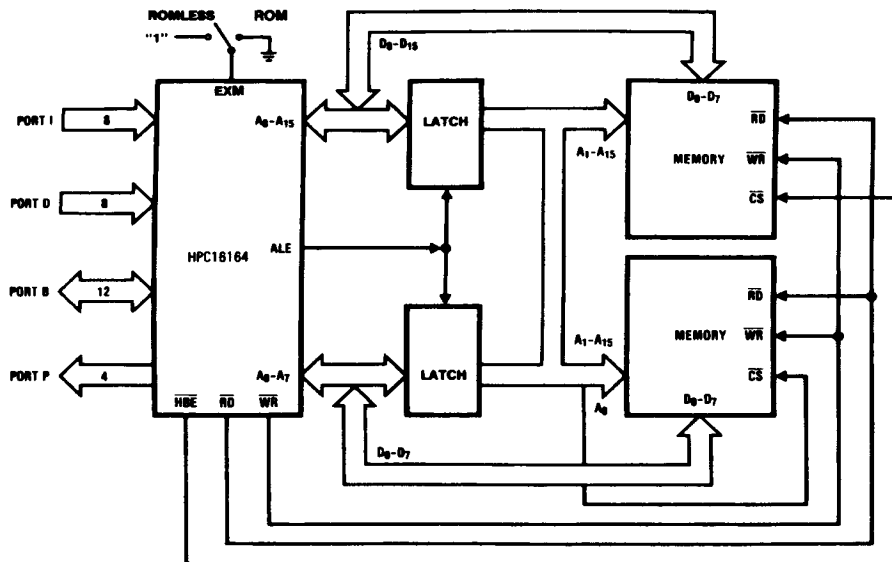 ROMLESS ROM
"1"
EXM
D8-D15
D0-D7
PORT I 8
A8-A15
LATCH
A1-A15
MEMORY
RD
WR
CS
PORT D 8
HPC16164
ALE
PORT B 12
PORT P 4
A0-A7
LATCH
A1-A15
A0
MEMORY
RD
WR
CS
D0-D7
HBE RD WR
D0-D7